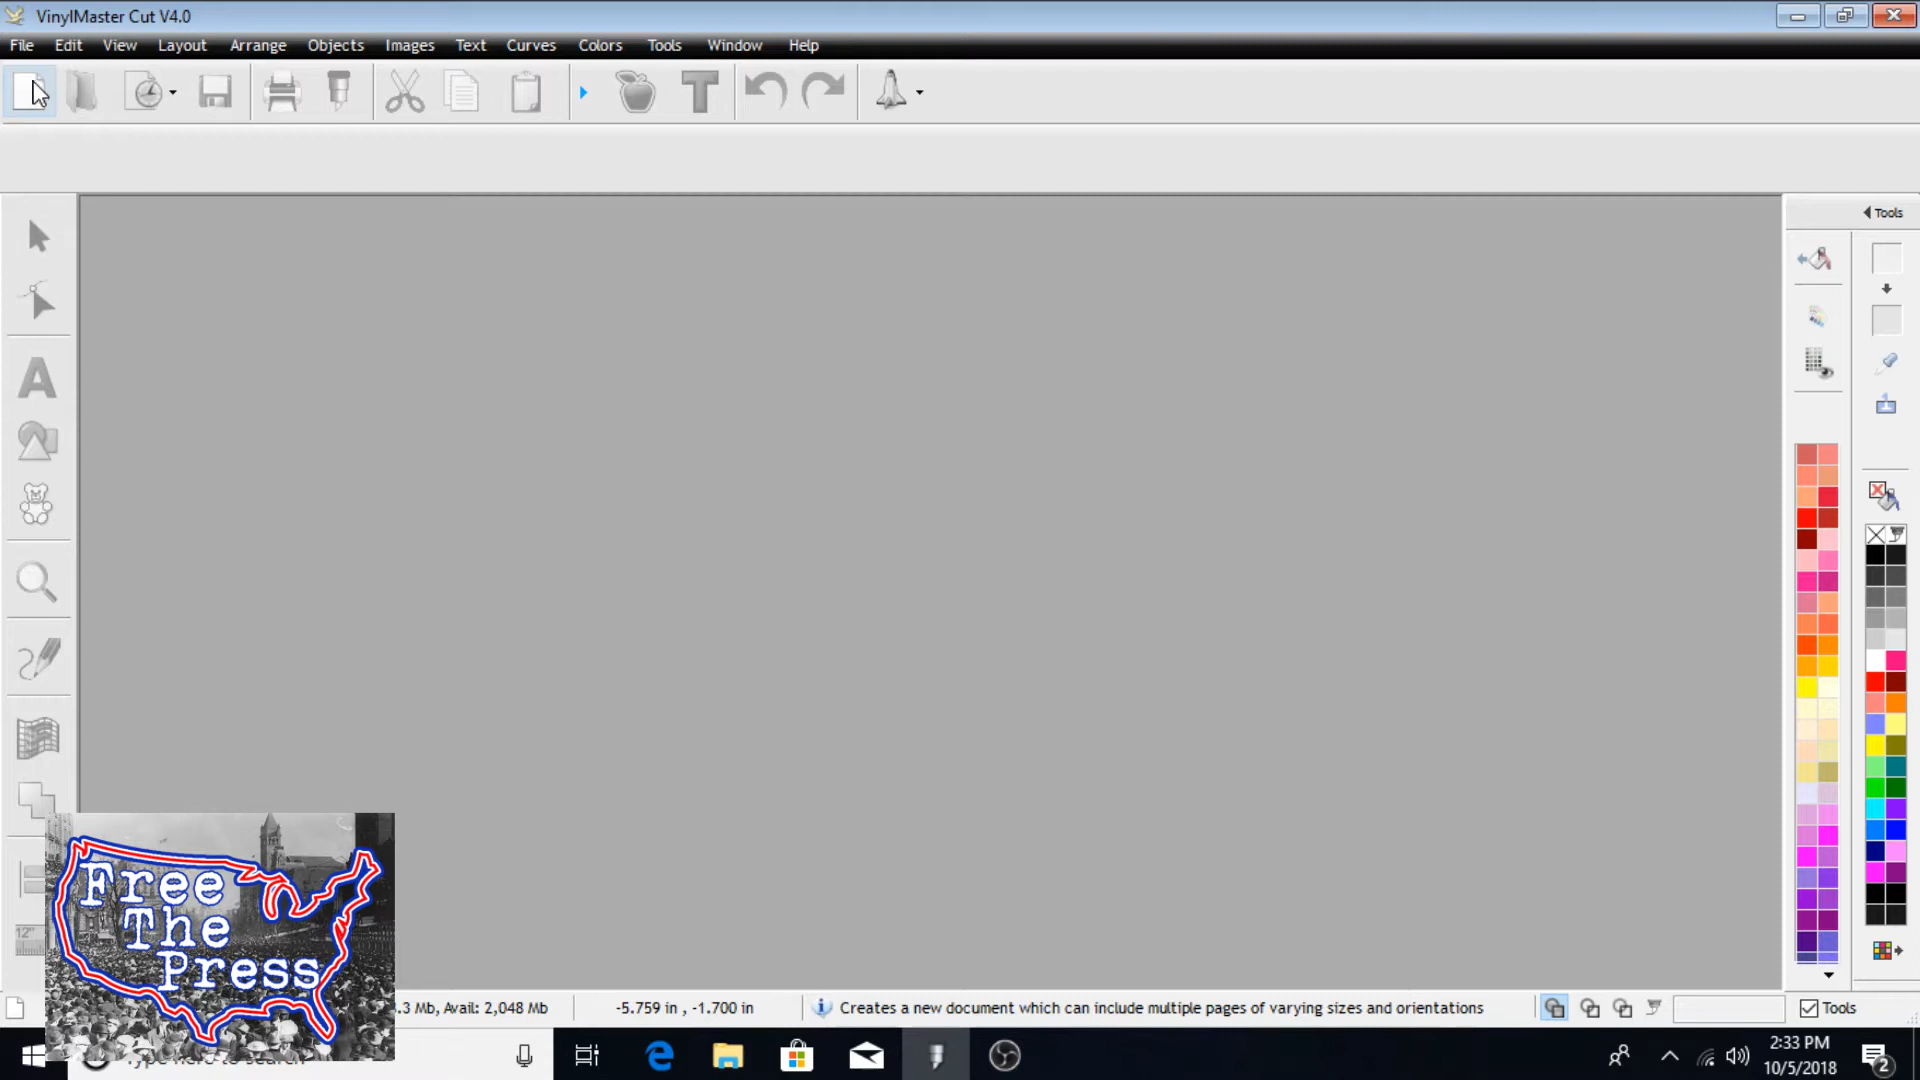 VinylMaster Cut V4.0
File Edit View Layout Arrange Objects Images Text Curves Colors Tools Window Help
Tools
12"
Free
The
Press
.3 Mb, Avail: 2,048 Mb -5.759 in , -1.700 in Creates a new document which can include multiple pages of varying sizes and orientations Tools
Type here to search
2:33 PM
10/5/2018
2